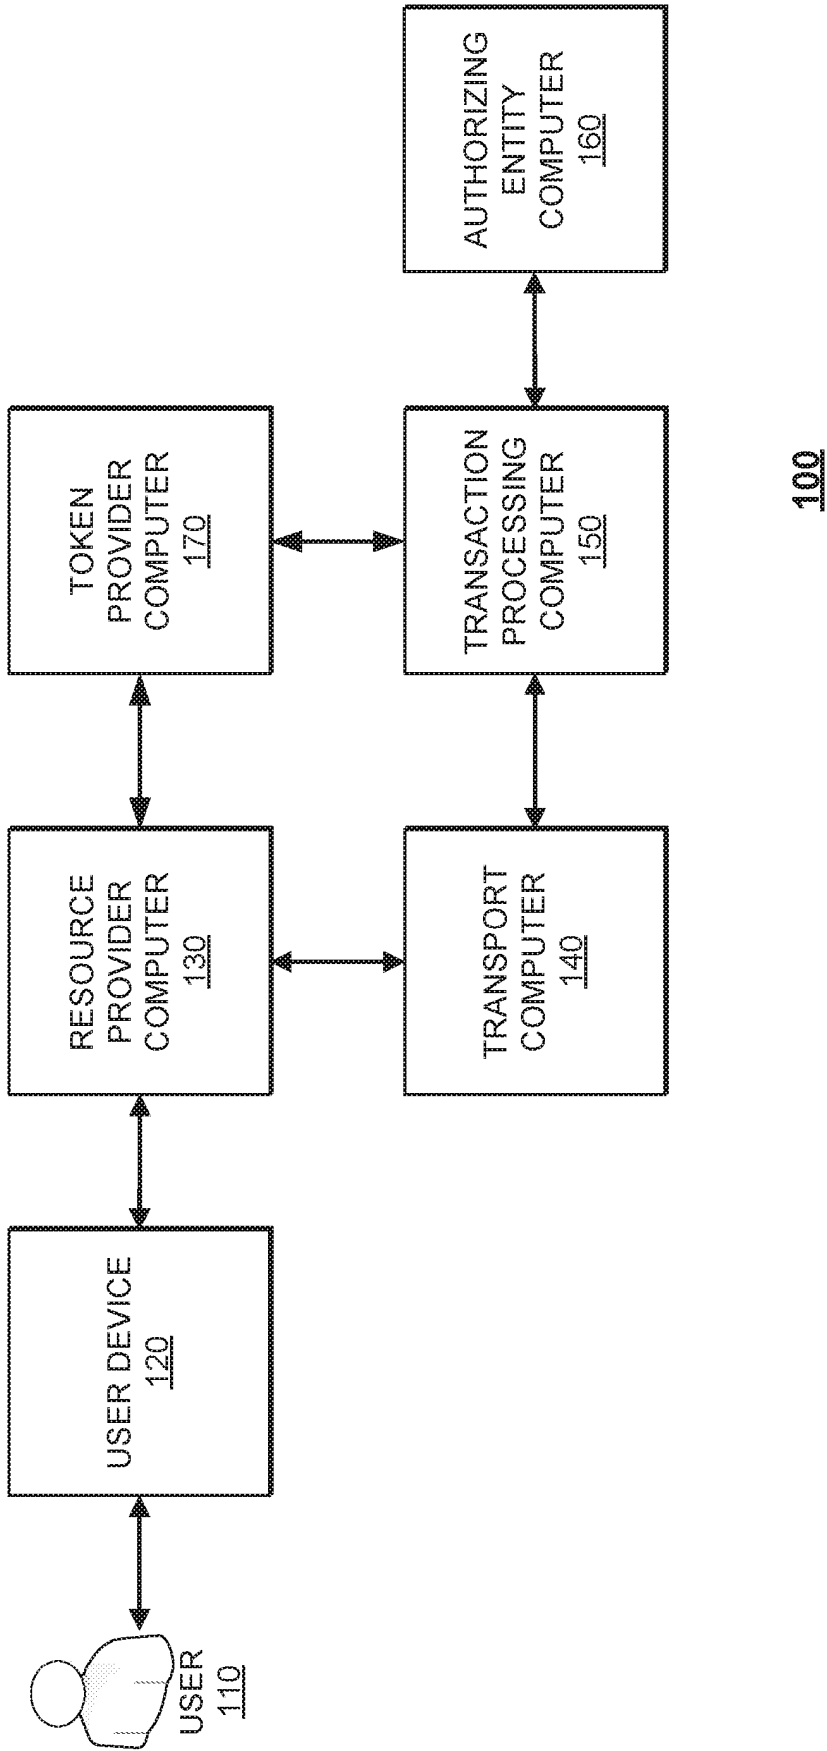 USER
110
USER DEVICE
120
RESOURCE
PROVIDER
COMPUTER
130
TOKEN
PROVIDER
COMPUTER
170
TRANSPORT
COMPUTER
140
TRANSACTION
PROCESSING
COMPUTER
150
AUTHORIZING
ENTITY
COMPUTER
160
100